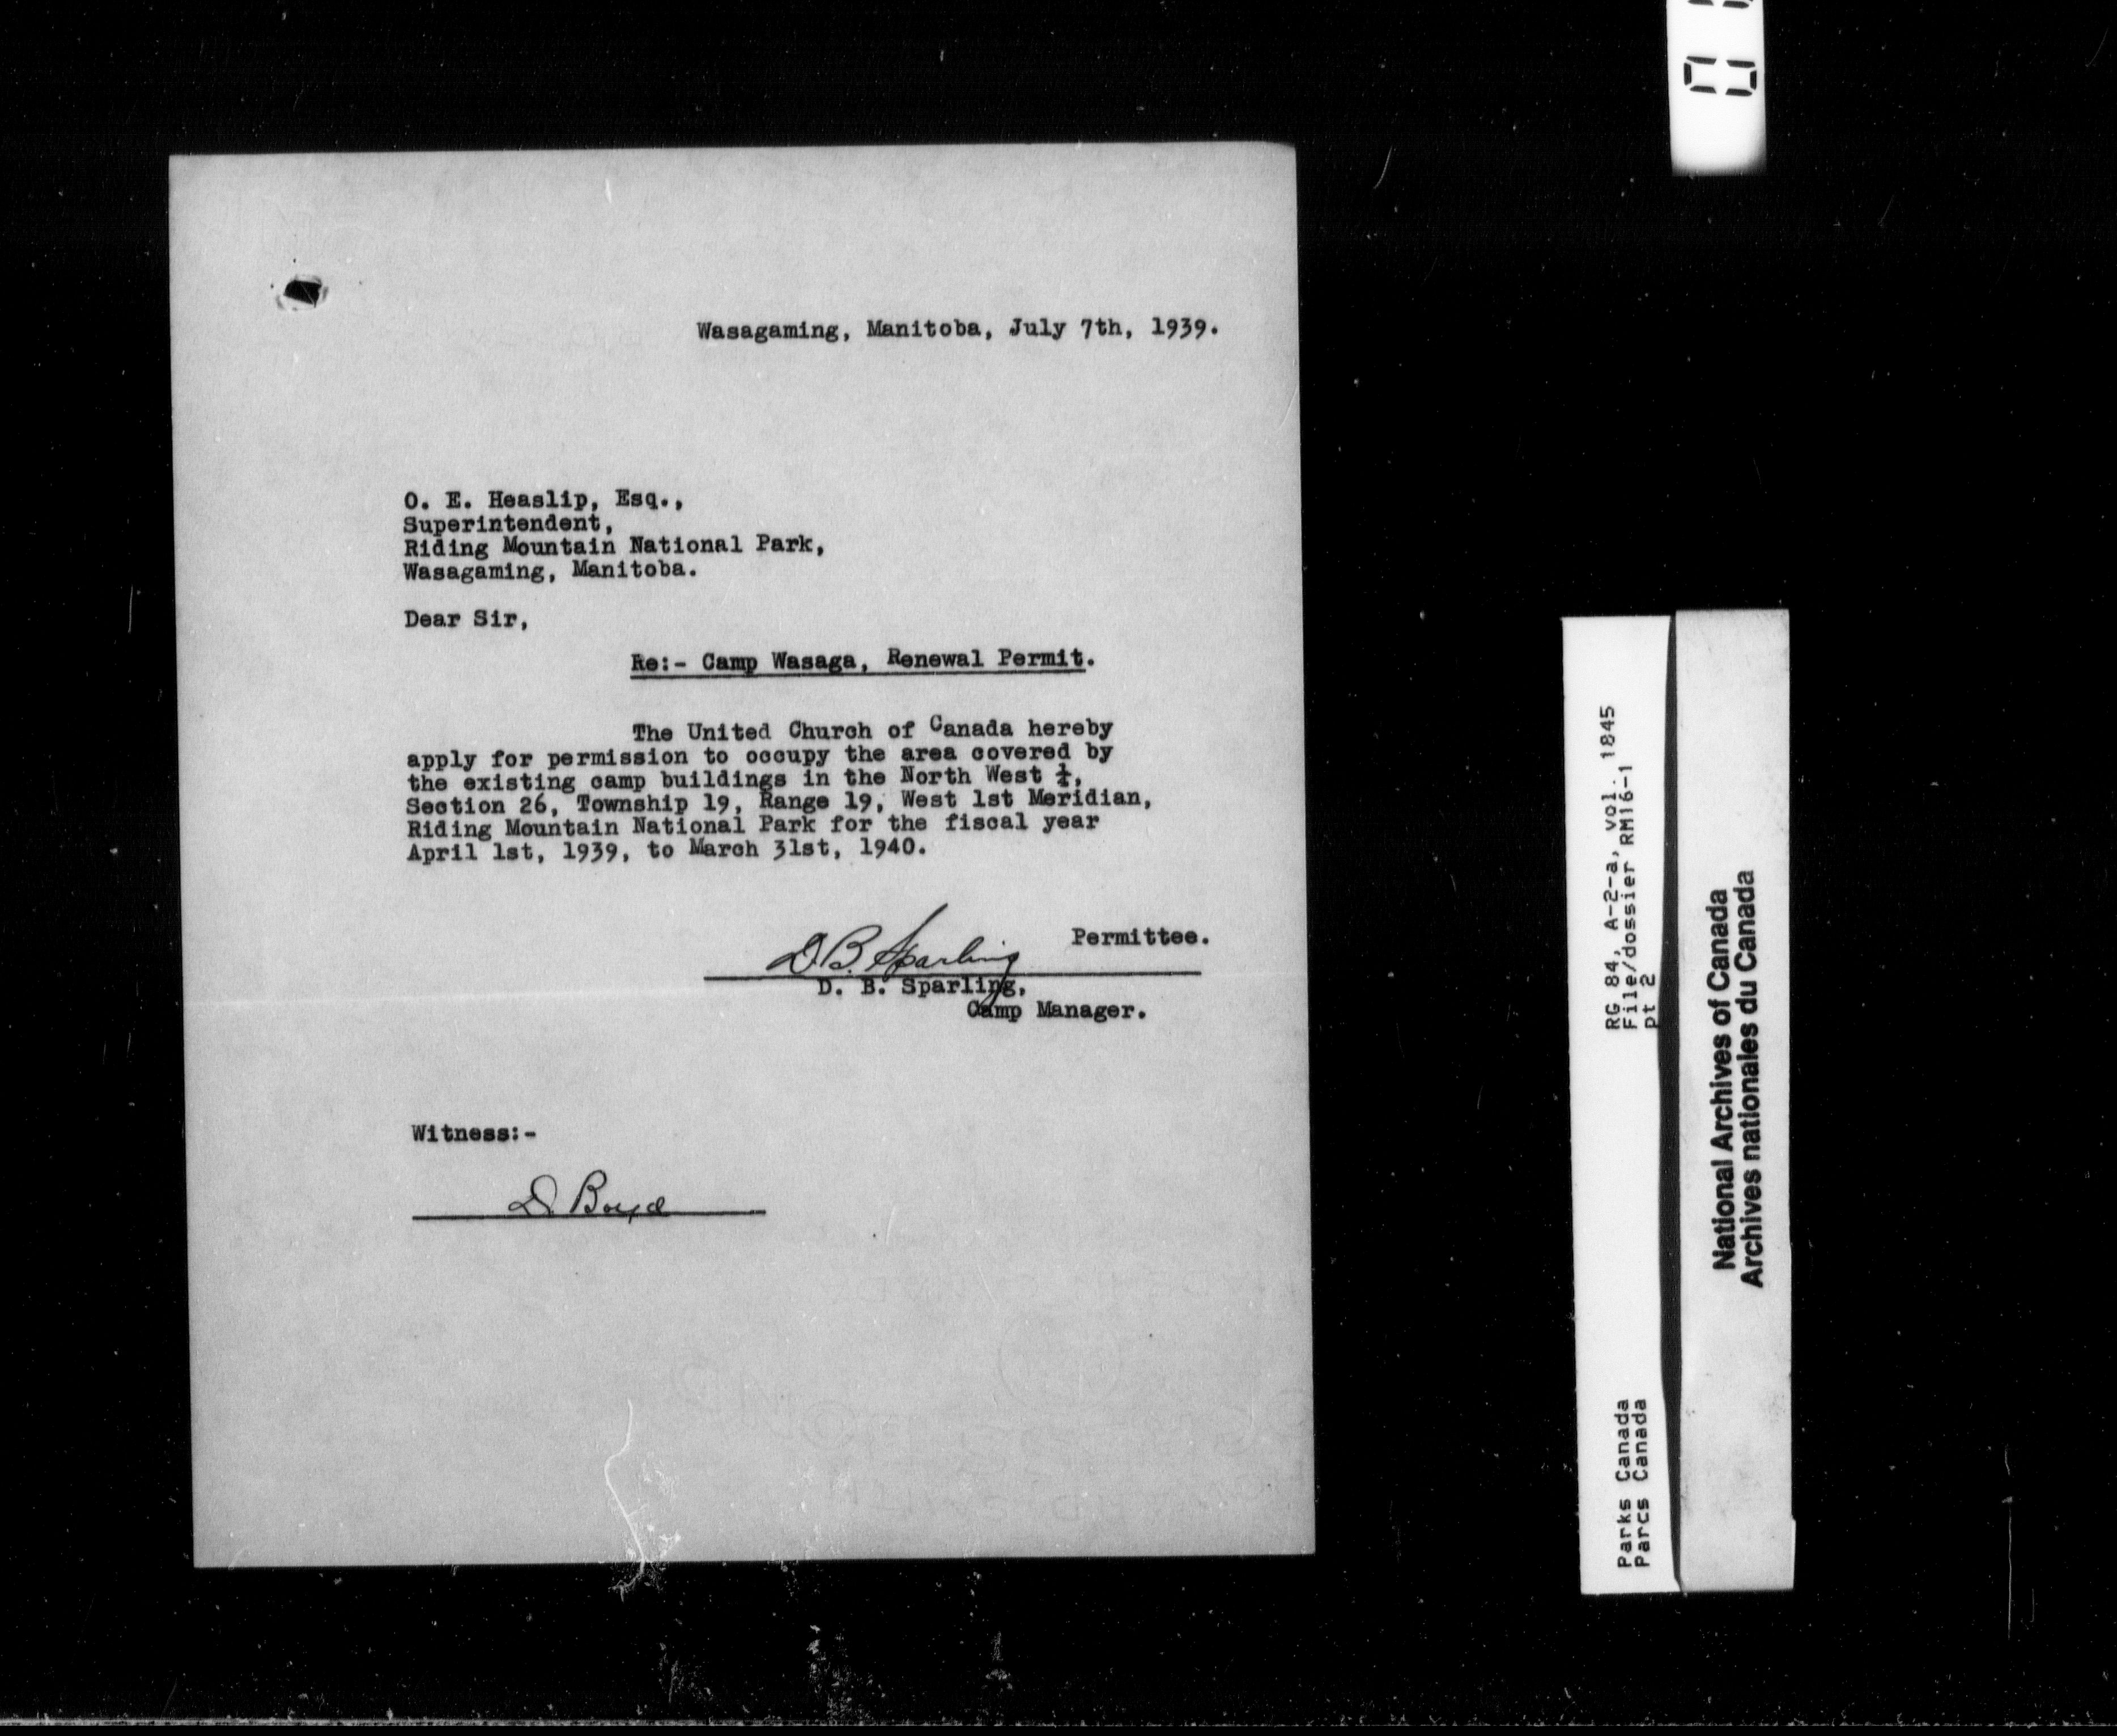 Wasagaming, Manitoba, July 7th, 1939.
O. E. Heaslip, Esq.,
Superintendent,
Riding Mountain National Park,
Wasagaming, Manitoba.
Dear Sir,
Re:- Camp Wasaga, Renewal Permit.
The United Church of Canada hereby
apply for permission to occupy the area covered by
the existing camp buildings in the North West ¼,
Section 26, Township 19, Range 19, West 1st Meridian,
Riding Mountain National Park for the fiscal year
April 1st, 1939, to March 31st, 1940.
D. B. Sparling Permittee.
D. B. Sparling,
Camp Manager.
Witness:-
D. Boyd
RG 84, A-2-a, vol. 1845
File/dossier RM16-1
pt 2
Parks Canada
Parcs Canada
National Archives of Canada
Archives nationales du Canada